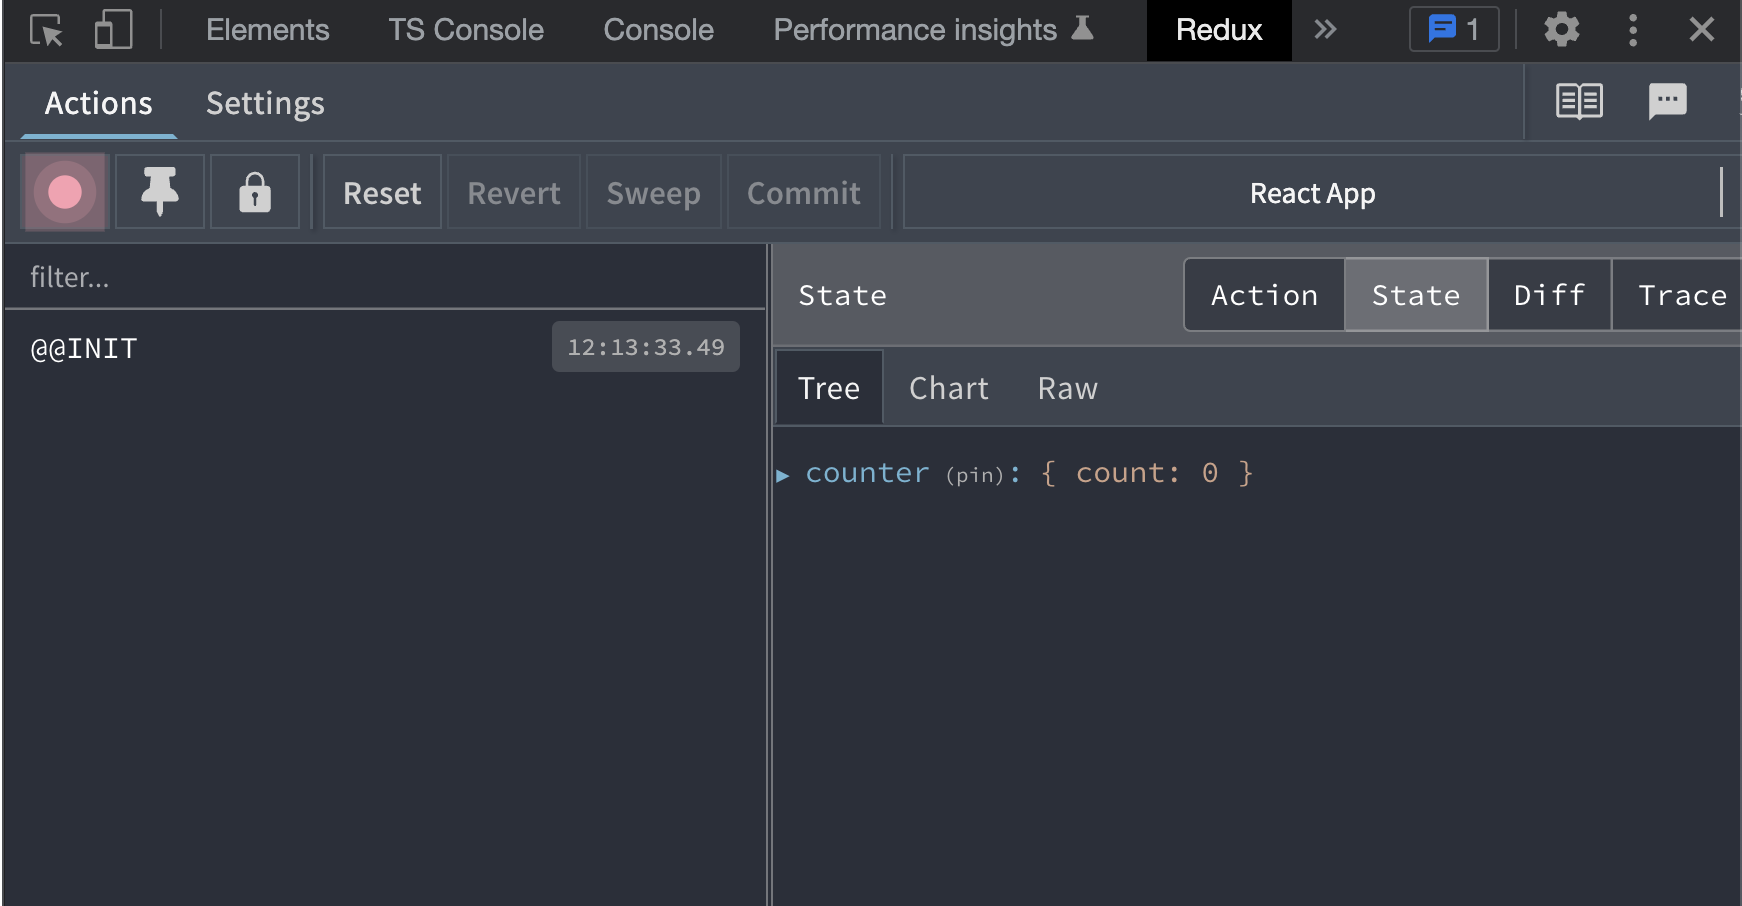 Elements TS Console Console Performance insights Redux 1
Actions Settings
Reset Revert Sweep Commit React App
filter...
State Action State Diff Trace
@@INIT 12:13:33.49
Tree Chart Raw
counter (pin): { count: 0 }